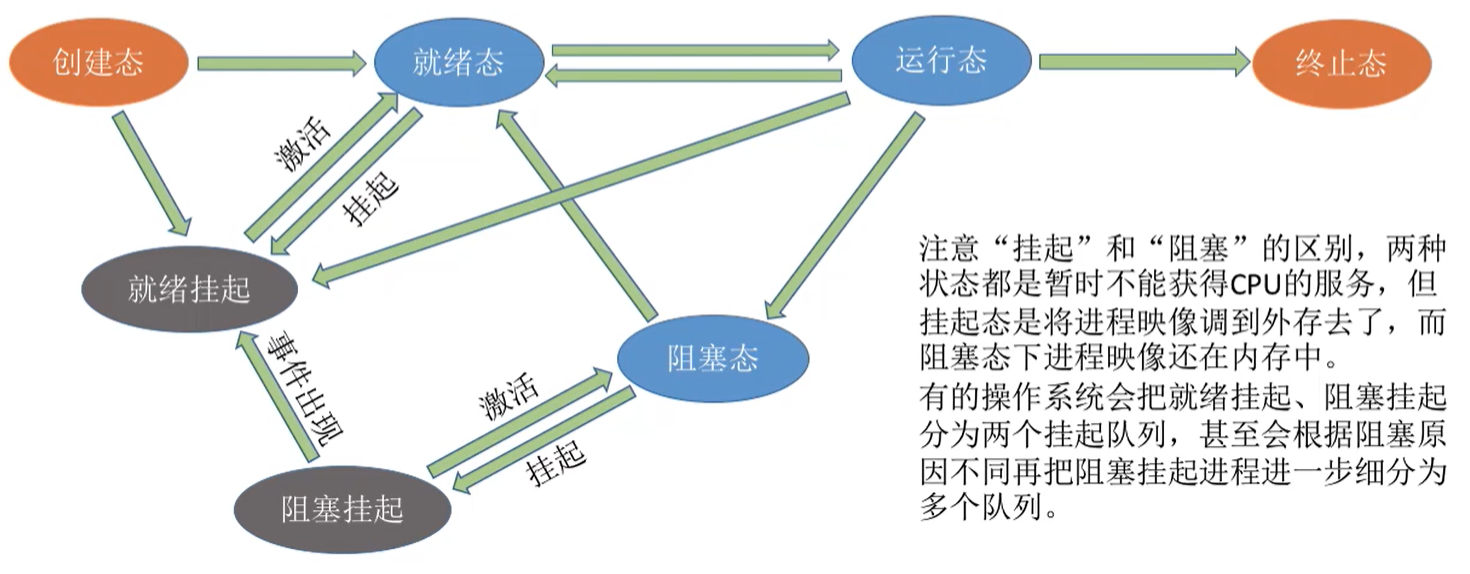 创建态
就绪态
运行态
终止态
激活
挂起
就绪挂起
事件出现
阻塞态
激活
挂起
阻塞挂起
注意“挂起”和“阻塞”的区别，两种
状态都是暂时不能获得CPU的服务，但
挂起态是将进程映像调到外存去了，而
阻塞态下进程映像还在内存中。
有的操作系统会把就绪挂起、阻塞挂起
分为两个挂起队列，甚至会根据阻塞原
因不同再把阻塞挂起进程进一步细分为
多个队列。